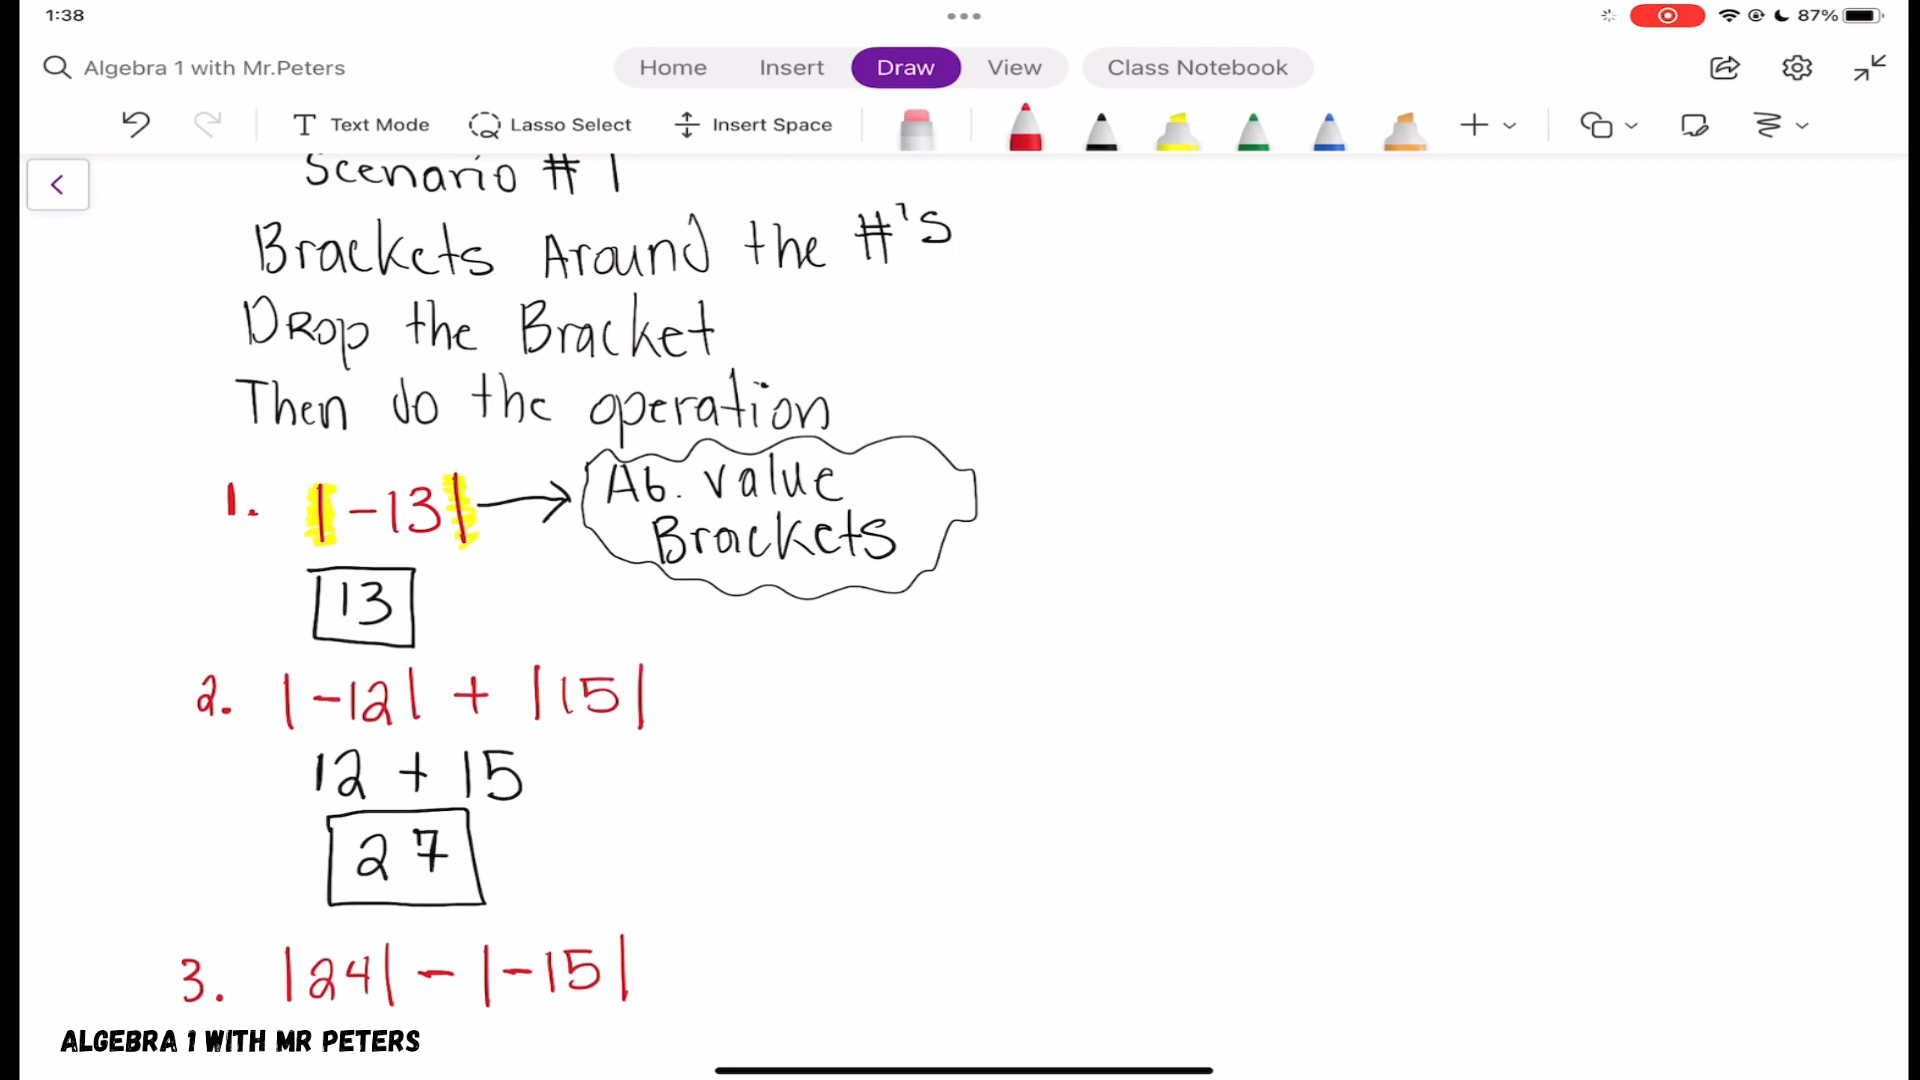 1:38
87%
Algebra 1 with Mr.Peters
Home Insert Draw View Class Notebook
Text Mode Lasso Select Insert Space
Scenario # 1
Brackets Around the #'s
Drop the Bracket
Then do the operation
1. |-13| → Ab. value Brackets
13
2. |-12| + |15|
12 + 15
27
3. |24| - |-15|
ALGEBRA 1 WITH MR PETERS